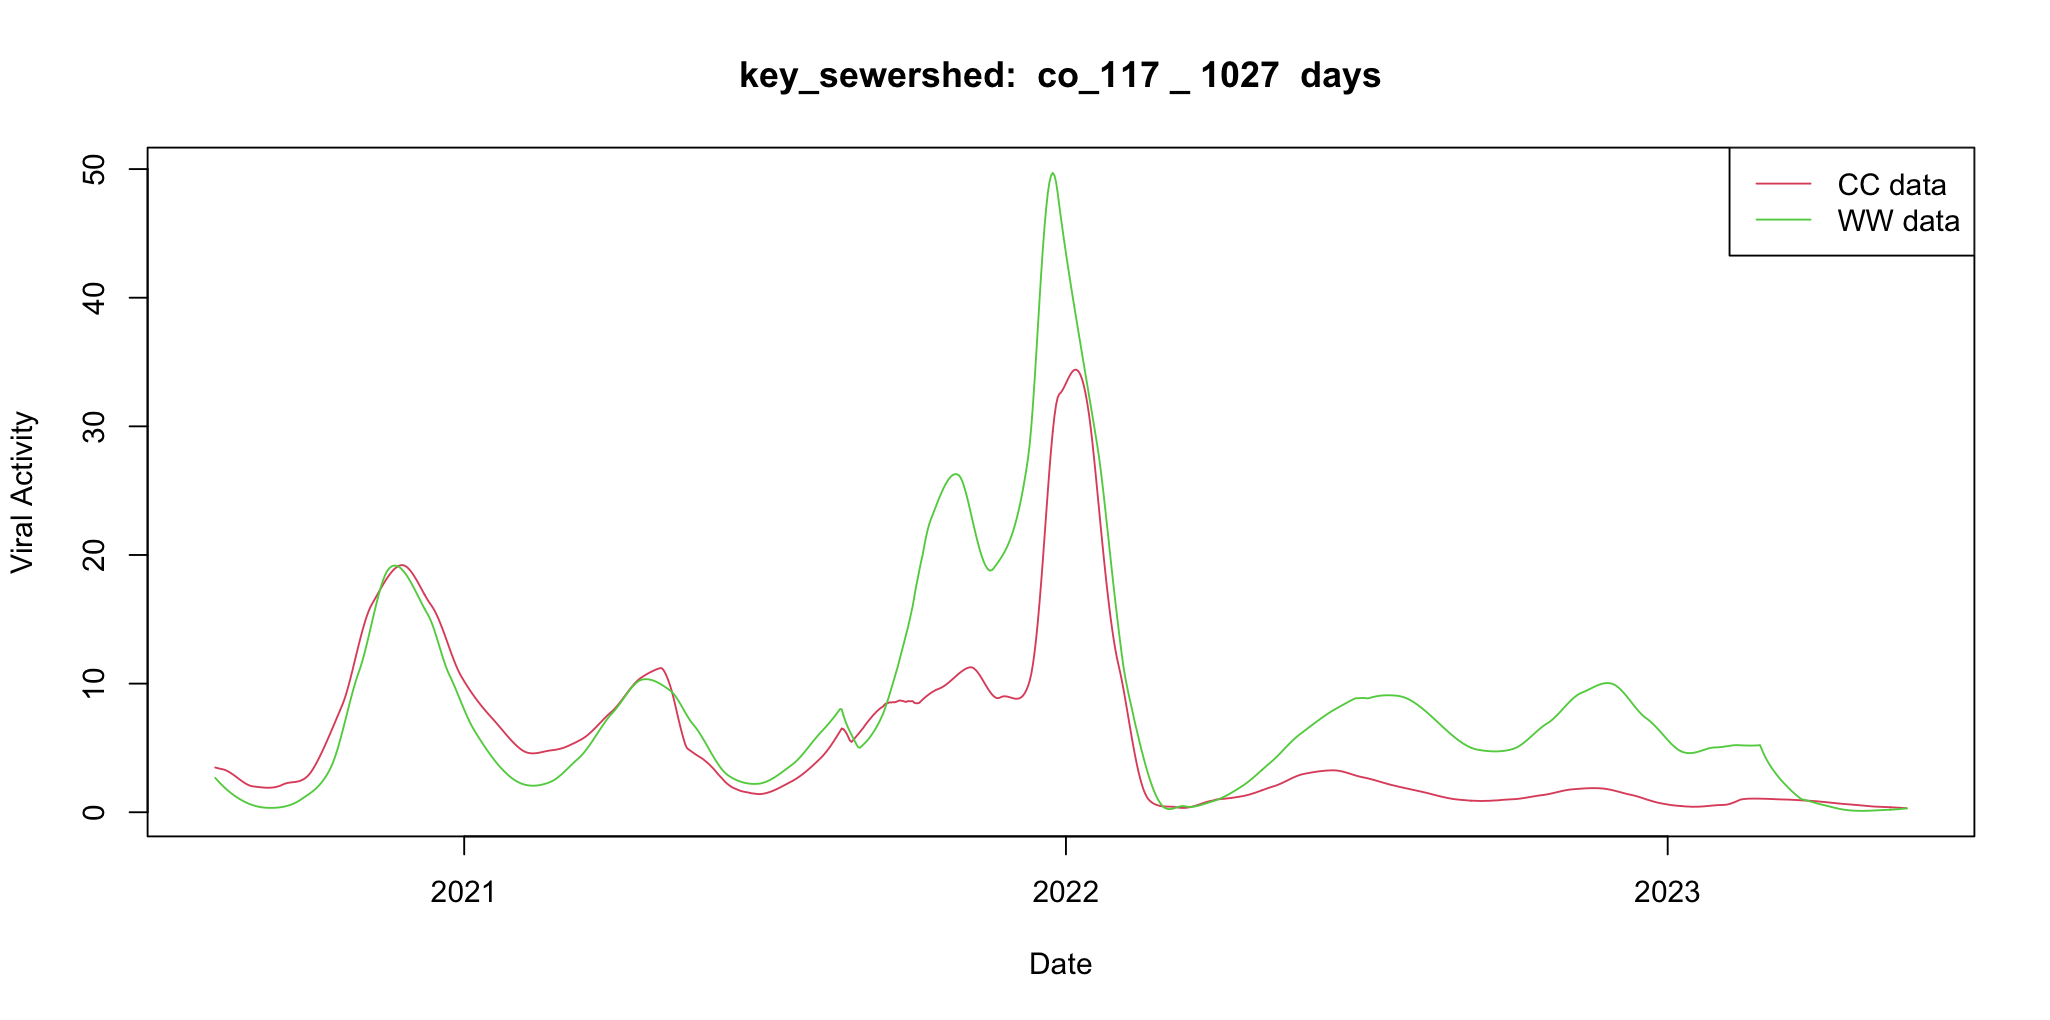 key_sewershed:  co_117 _ 1027  days
CC data
WW data
Viral Activity
50
40
30
20
10
0
2021
2022
2023
Date